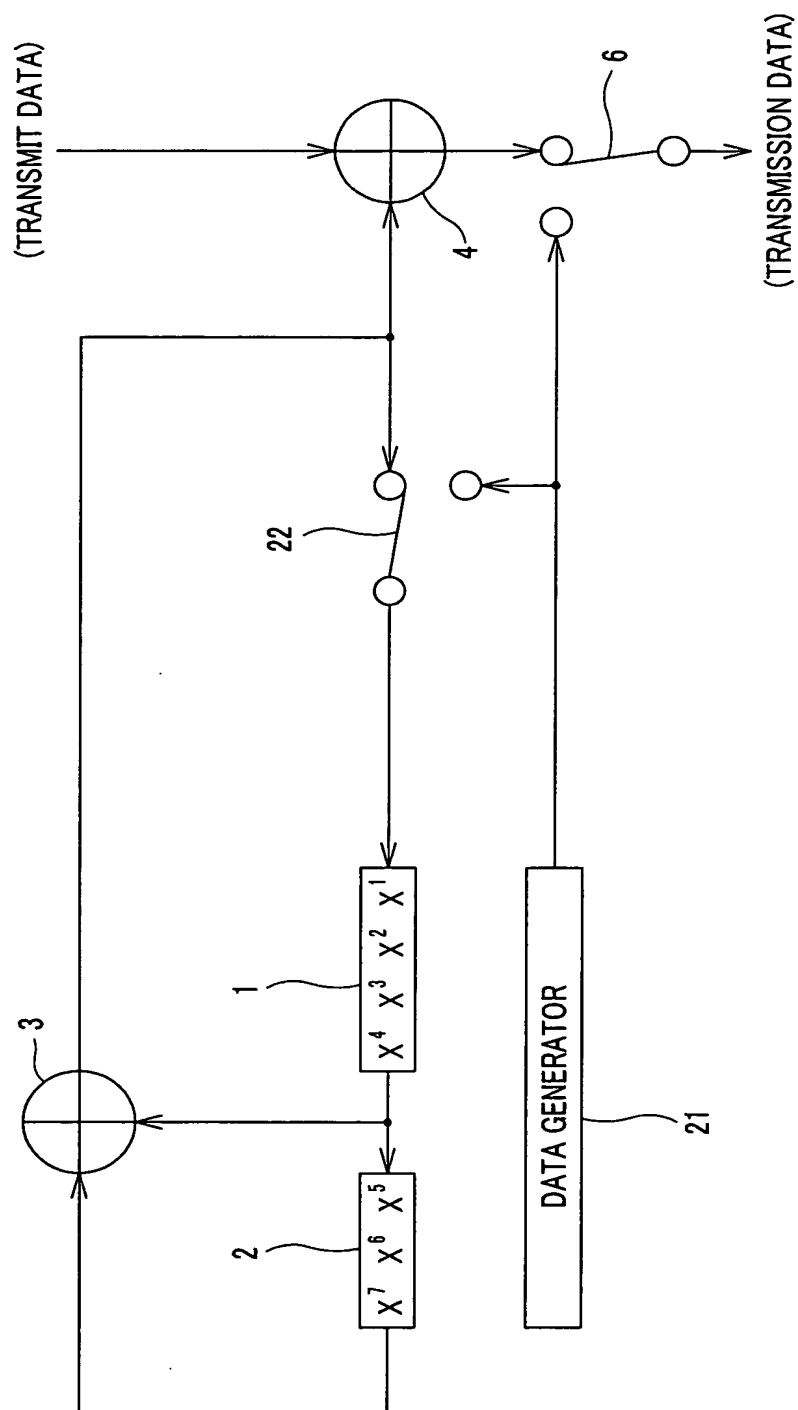 (TRANSMIT DATA)
3
4
6
22
1
X⁴ X³ X² X¹
2
X⁷ X⁶ X⁵
DATA GENERATOR
21
(TRANSMISSION DATA)